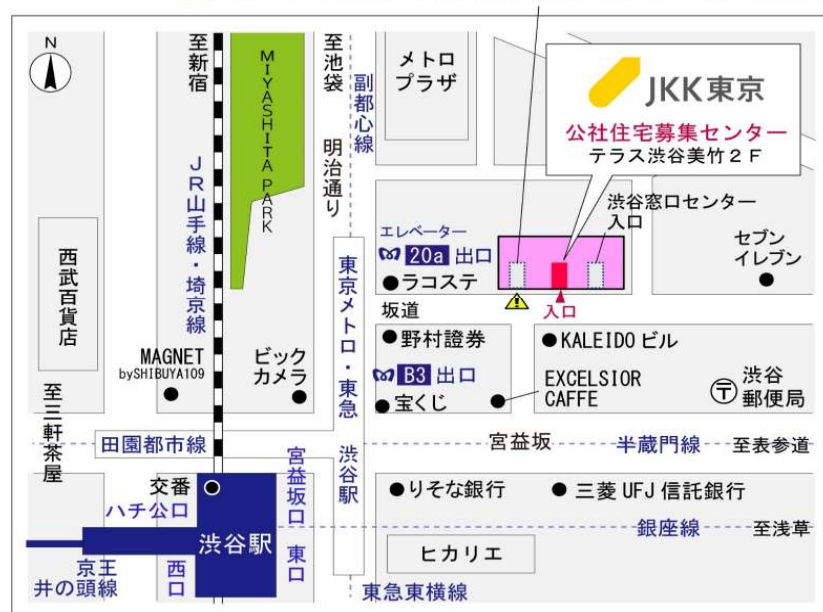 N
至新宿
MIYASHITA PARK
至池袋
副都心線
明治通り
メトロ
プラザ
JKK東京
公社住宅募集センター
テラス渋谷美竹２Ｆ
JR山手線・埼京線
西武百貨店
エレベーター
20a 出口
ラコステ
渋谷窓口センター
入口
セブン
イレブン
入口
坂道
東京メトロ・東急 渋谷駅
MAGNET
bySHIBUYA109
ビック
カメラ
野村證券
B3 出口
宝くじ
KALEIDO ビル
EXCELSIOR
CAFFE
渋谷
郵便局
至三軒茶屋
田園都市線
宮益坂
半蔵門線
至表参道
交番
ハチ公口
宮益坂口
りそな銀行
三菱 UFJ 信託銀行
渋谷駅
銀座線
至浅草
京王
井の頭線
西口
東口
ヒカリエ
東急東横線